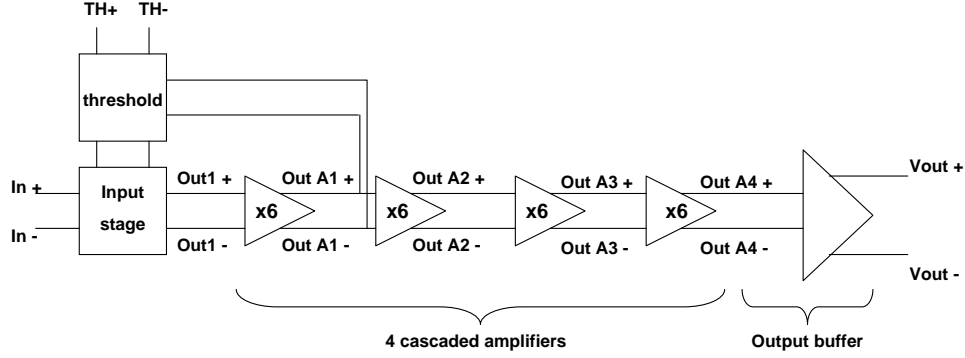 TH+ TH-
threshold
In +
In -
Input
stage
Out1 +
Out1 -
x6
Out A1 +
Out A1 -
x6
Out A2 +
Out A2 -
x6
Out A3 +
Out A3 -
x6
Out A4 +
Out A4 -
Vout +
Vout -
4 cascaded amplifiers
Output buffer